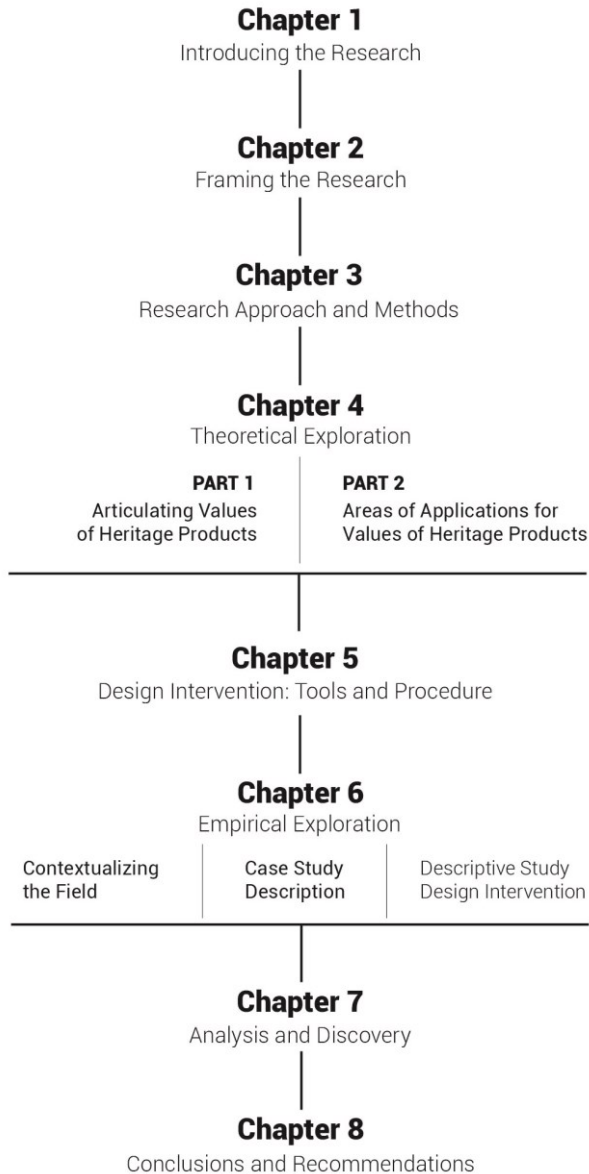 Chapter 1
Introducing the Research
Chapter 2
Framing the Research
Chapter 3
Research Approach and Methods
Chapter 4
Theoretical Exploration
PART 1
Articulating Values
of Heritage Products
PART 2
Areas of Applications for
Values of Heritage Products
Chapter 5
Design Intervention: Tools and Procedure
Chapter 6
Empirical Exploration
Contextualizing
the Field
Case Study
Description
Descriptive Study
Design Intervention
Chapter 7
Analysis and Discovery
Chapter 8
Conclusions and Recommendations